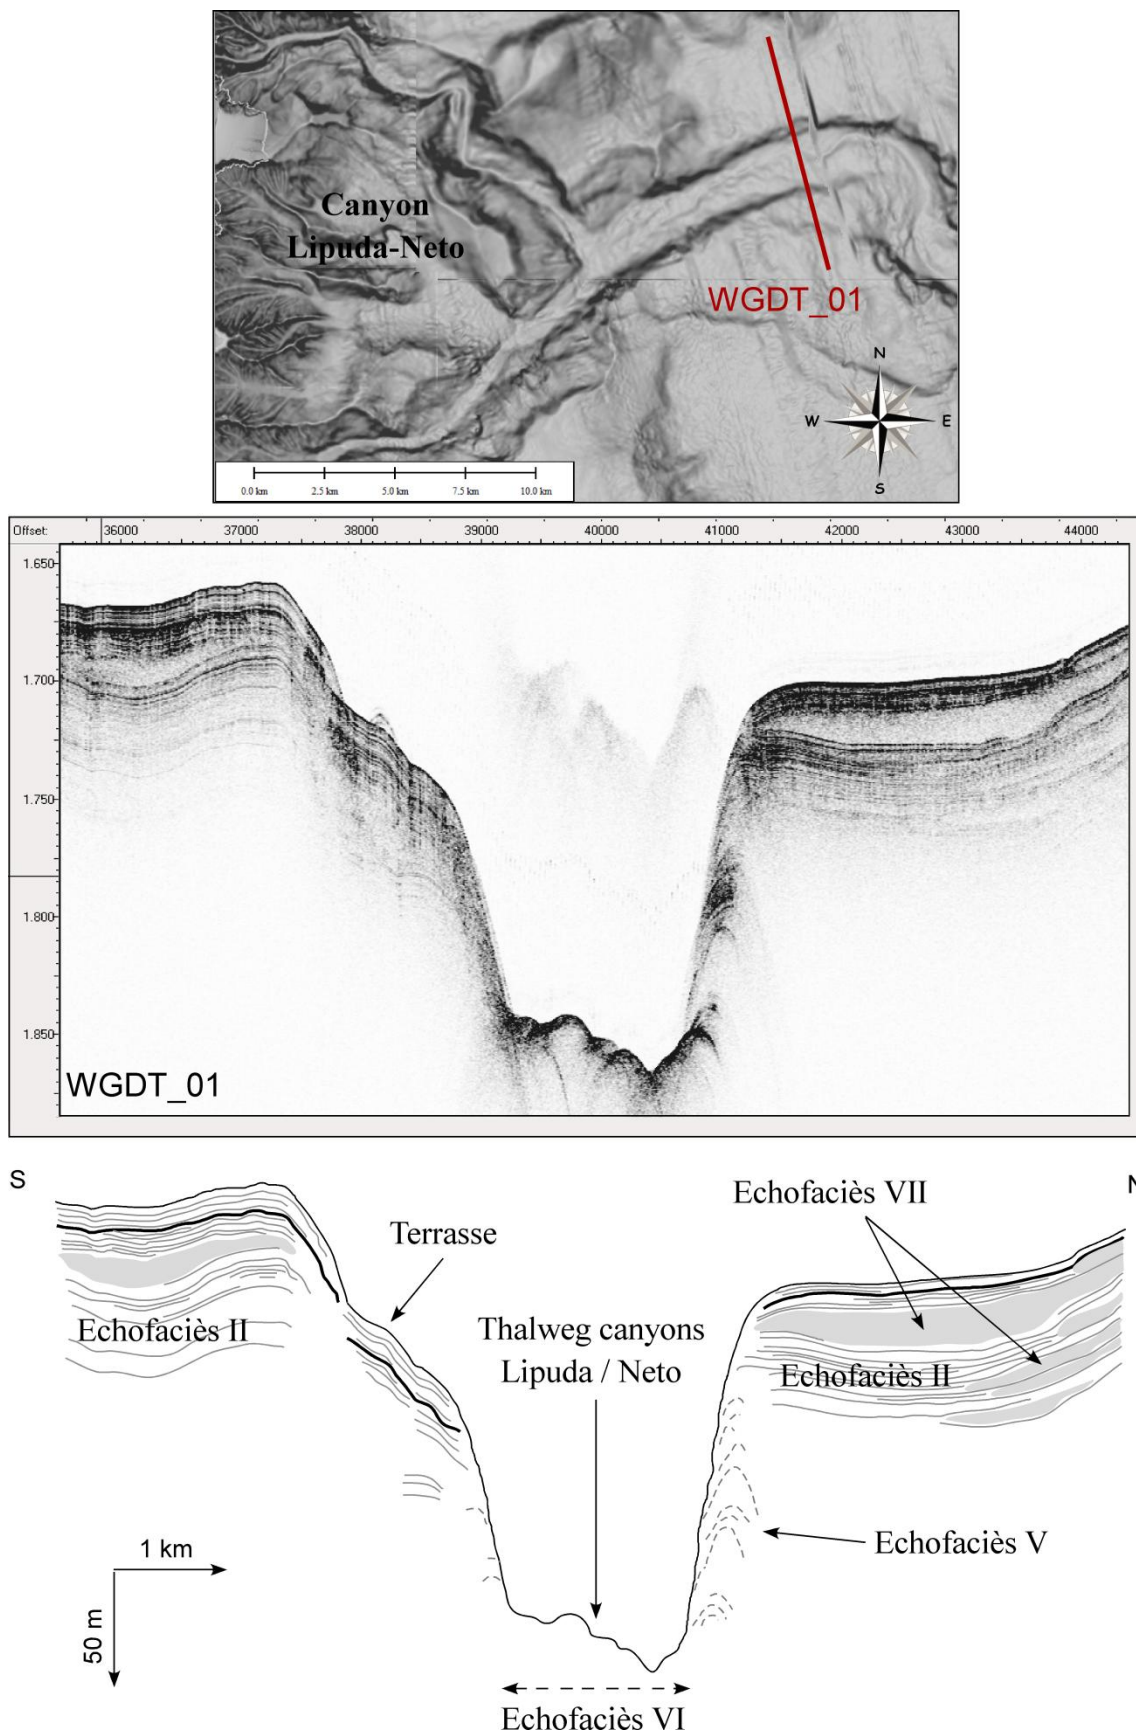 Canyon
Lipuda-Neto
WGDT_01
N
W
E
S
0.0 km 2.5 km 5.0 km 7.5 km 10.0 km
Offset: 36000 37000 38000 39000 40000 41000 42000 43000 44000
1.650
1.700
1.750
1.800
1.850
WGDT_01
S
N
Echofaciès VII
Terrasse
Echofaciès II
Thalweg canyons
Lipuda / Neto
Echofaciès II
Echofaciès V
1 km
50 m
Echofaciès VI